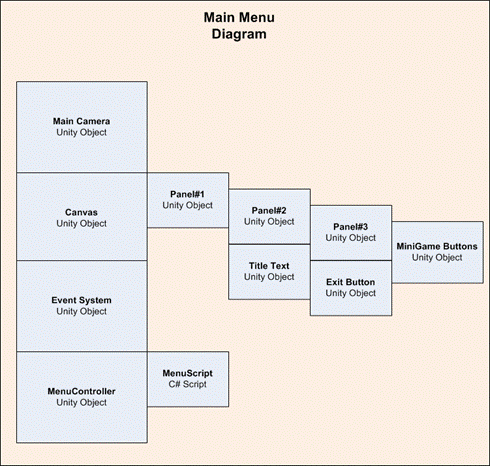 Main Menu
Diagram
Main Camera
Unity Object
Canvas
Unity Object
Event System
Unity Object
MenuController
Unity Object
Panel#1
Unity Object
MenuScript
C# Script
Panel#2
Unity Object
Title Text
Unity Object
Panel#3
Unity Object
Exit Button
Unity Object
MiniGame Buttons
Unity Object